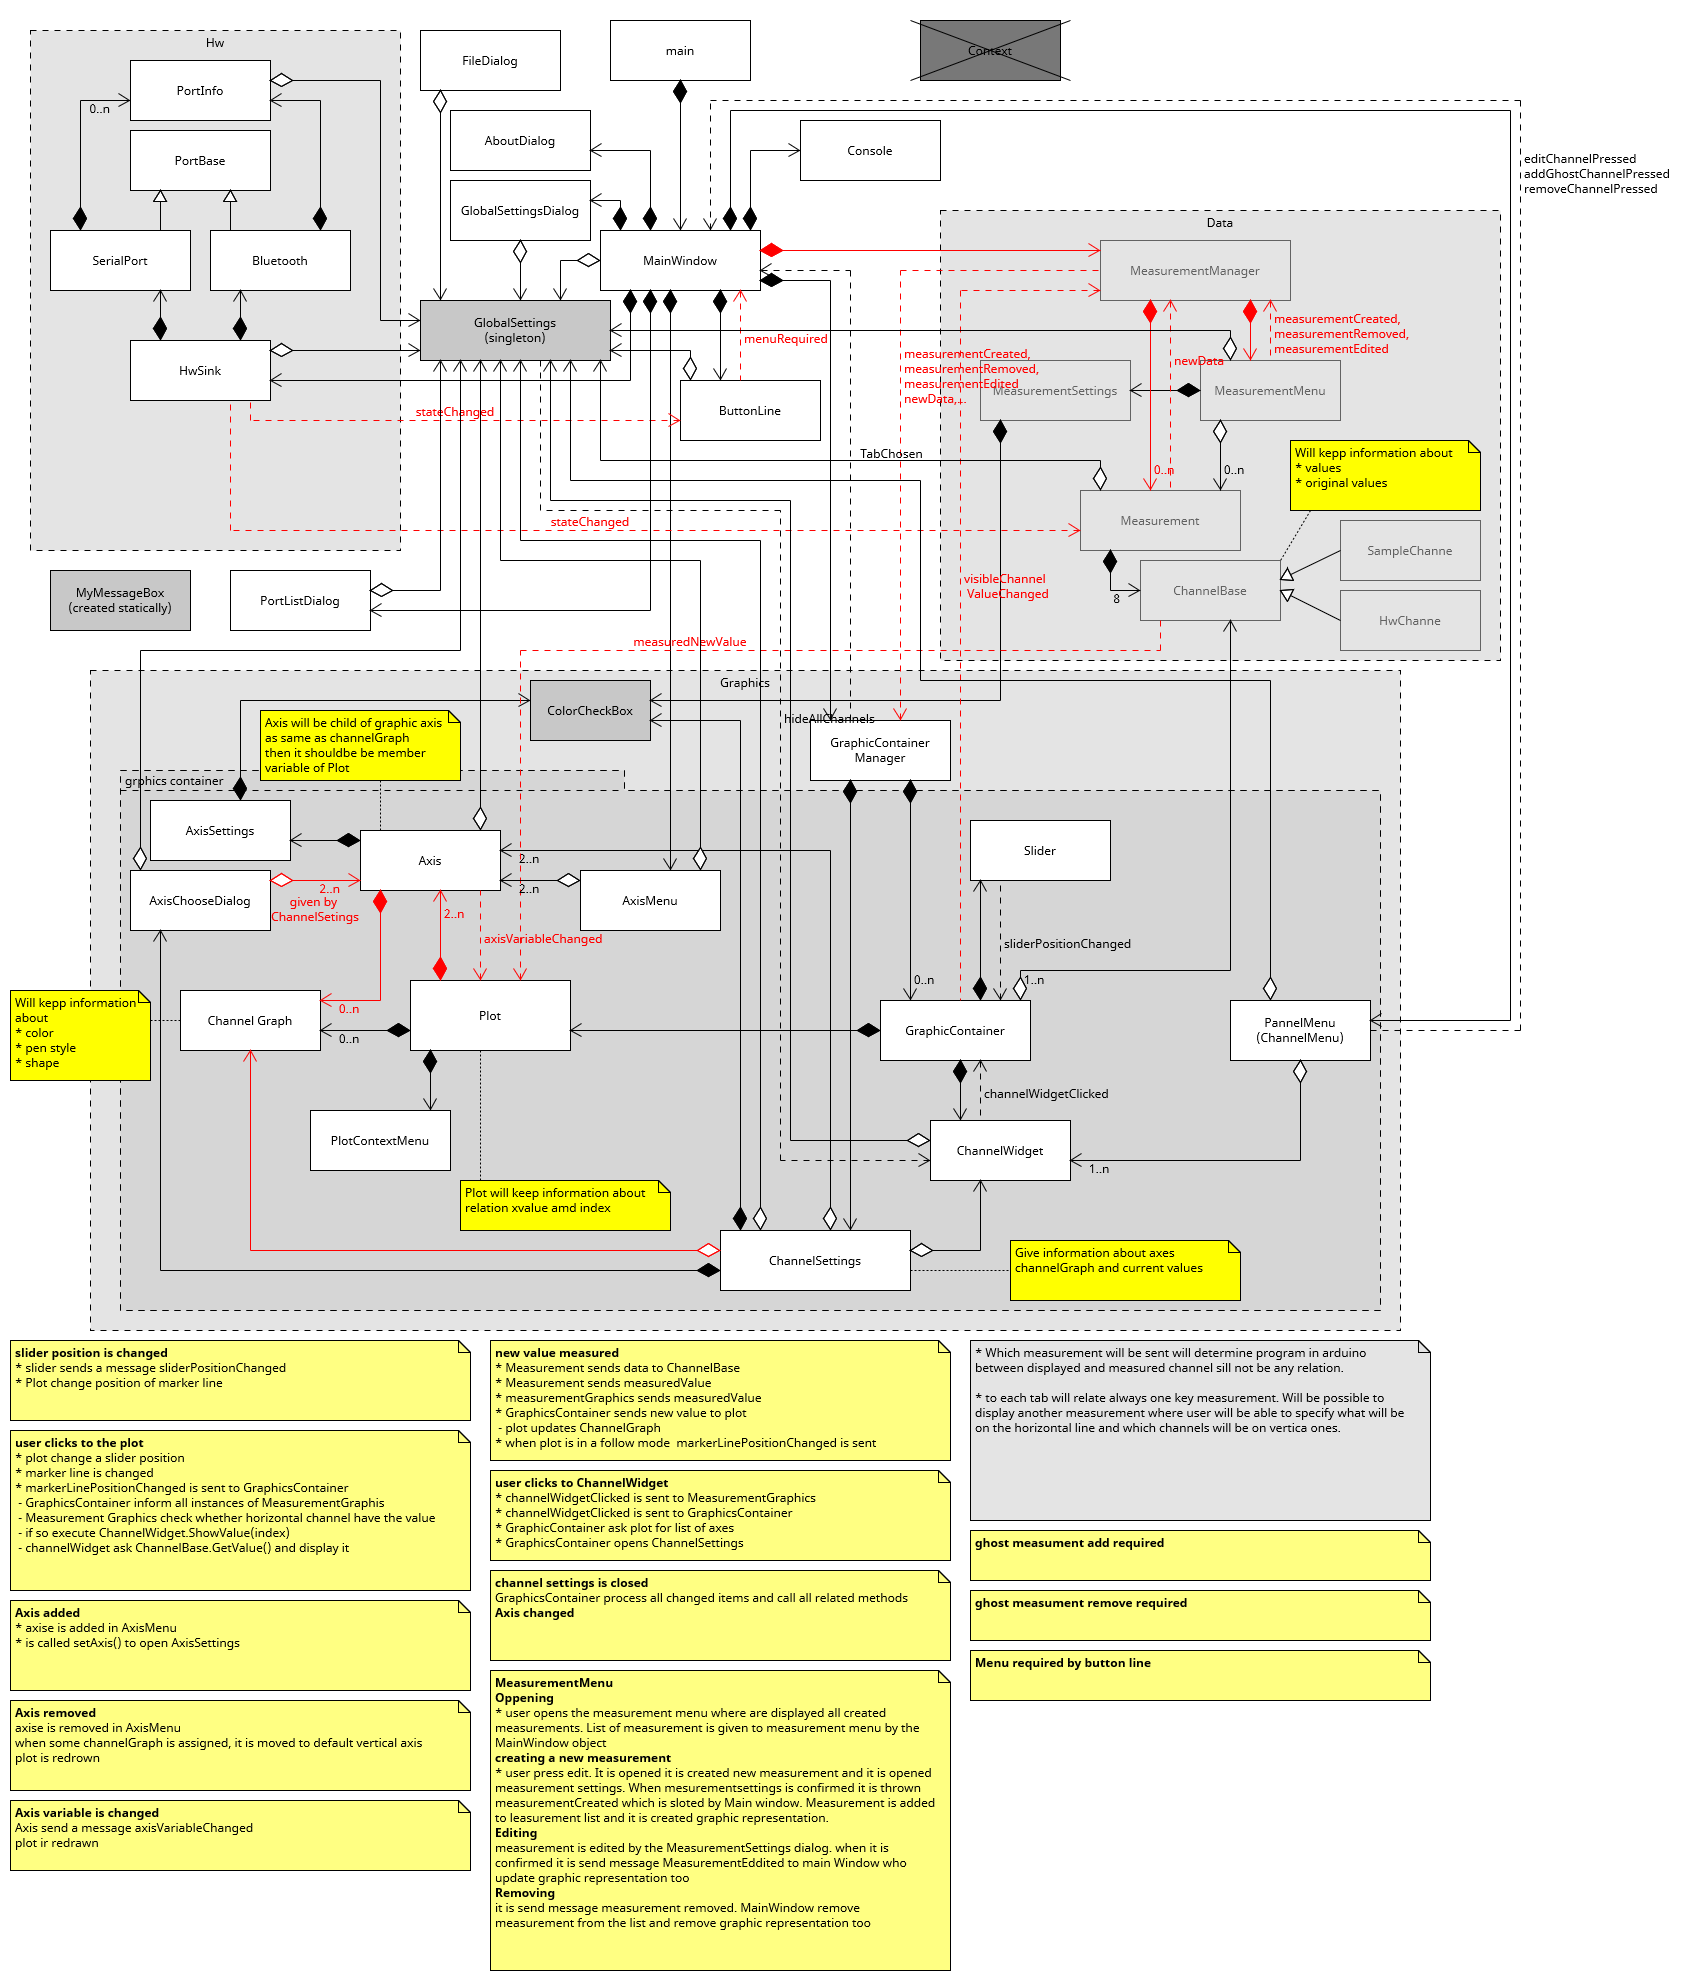 Hw
PortInfo
0..n
PortBase
SerialPort
Bluetooth
HwSink
FileDialog
main
Context
AboutDialog
Console
GlobalSettingsDialog
MainWindow
GlobalSettings
(singleton)
menuRequired
ButtonLine
stateChanged
editChannelPressed
addGhostChannelPressed
removeChannelPressed
Data
MeasurementManager
measurementCreated,
measurementRemoved,
measurementEdited
measurementCreated,
measurementRemoved,
measurementEdited
newData,..
newData
MeasurementSettings
MeasurementMenu
TabChosen
0..n
0..n
Will kepp information about
* values
* original values
Measurement
stateChanged
SampleChanne
ChannelBase
8
HwChanne
visibleChannel
ValueChanged
MyMessageBox
(created statically)
PortListDialog
measuredNewValue
Graphics
ColorCheckBox
hideAllChannels
GraphicContainer
Manager
Axis will be child of graphic axis
as same as channelGraph
then it shouldbe be member
variable of Plot
grphics container
AxisSettings
Axis
2..n
2..n
Slider
AxisChooseDialog
2..n
given by
ChannelSetings
AxisMenu
2..n
axisVariableChanged
sliderPositionChanged
0..n
1..n
Will kepp information
about
* color
* pen style
* shape
Channel Graph
0..n
0..n
Plot
GraphicContainer
PannelMenu
(ChannelMenu)
channelWidgetClicked
PlotContextMenu
ChannelWidget
1..n
Plot will keep information about
relation xvalue amd index
ChannelSettings
Give information about axes
channelGraph and current values
slider position is changed
* slider sends a message sliderPositionChanged
* Plot change position of marker line
user clicks to the plot
* plot change a slider position
* marker line is changed
* markerLinePositionChanged is sent to GraphicsContainer
- GraphicsContainer inform all instances of MeasurementGraphis
- Measurement Graphics check whether horizontal channel have the value
- if so execute ChannelWidget.ShowValue(index)
- channelWidget ask ChannelBase.GetValue() and display it
Axis added
* axise is added in AxisMenu
* is called setAxis() to open AxisSettings
Axis removed
axise is removed in AxisMenu
when some channelGraph is assigned, it is moved to default vertical axis
plot is redrown
Axis variable is changed
Axis send a message axisVariableChanged
plot ir redrawn
new value measured
* Measurement sends data to ChannelBase
* Measurement sends measuredValue
* measurementGraphics sends measuredValue
* GraphicsContainer sends new value to plot
- plot updates ChannelGraph
* when plot is in a follow mode  markerLinePositionChanged is sent
user clicks to ChannelWidget
* channelWidgetClicked is sent to MeasurementGraphics
* channelWidgetClicked is sent to GraphicsContainer
* GraphicContainer ask plot for list of axes
* GraphicsContainer opens ChannelSettings
channel settings is closed
GraphicsContainer process all changed items and call all related methods
Axis changed
MeasurementMenu
Oppening
* user opens the measurement menu where are displayed all created
measurements. List of measurement is given to measurement menu by the
MainWindow object
creating a new measurement
* user press edit. It is opened it is created new measurement and it is opened
measurement settings. When mesurementsettings is confirmed it is thrown
measurementCreated which is sloted by Main window. Measurement is added
to leasurement list and it is created graphic representation.
Editing
measurement is edited by the MeasurementSettings dialog. when it is
confirmed it is send message MeasurementEddited to main Window who
update graphic representation too
Removing
it is send message measurement removed. MainWindow remove
measurement from the list and remove graphic representation too
* Which measurement will be sent will determine program in arduino
between displayed and measured channel sill not be any relation.
* to each tab will relate always one key measurement. Will be possible to
display another measurement where user will be able to specify what will be
on the horizontal line and which channels will be on vertica ones.
ghost measument add required
ghost measument remove required
Menu required by button line